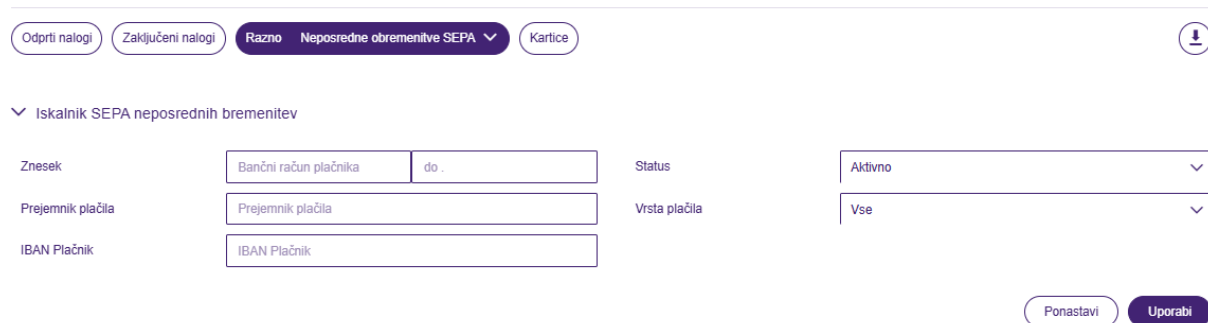 Odprti nalogi Zaključeni nalogi Razno Neposredne obremenitve SEPA Kartice
Iskalnik SEPA neposrednih bremenitev
Znesek Bančni račun plačnika do . Status Aktivno
Prejemnik plačila Prejemnik plačila Vrsta plačila Vse
IBAN Plačnik IBAN Plačnik
Ponastavi Uporabi